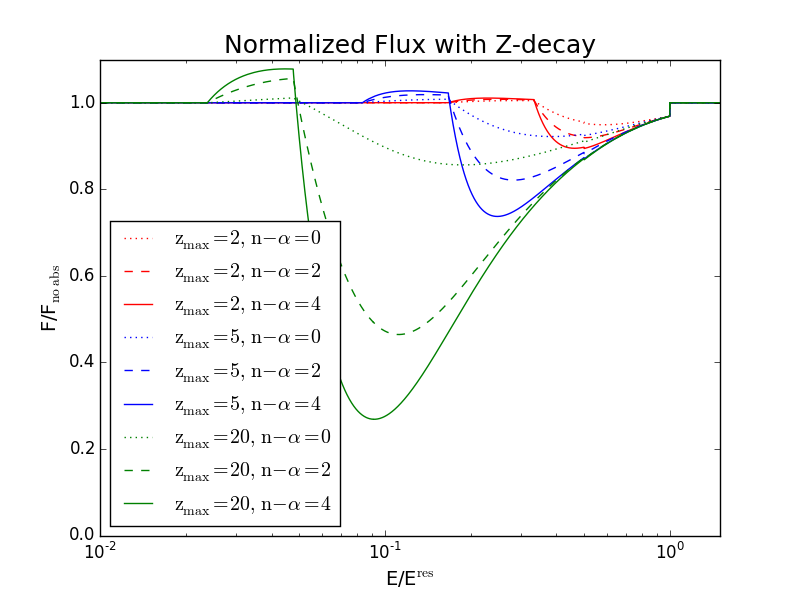 Normalized Flux with Z-decay
F/F_no abs
1.0
0.8
0.6
0.4
0.2
0.0
z_max=2, n−α=0
z_max=2, n−α=2
z_max=2, n−α=4
z_max=5, n−α=0
z_max=5, n−α=2
z_max=5, n−α=4
z_max=20, n−α=0
z_max=20, n−α=2
z_max=20, n−α=4
10^-2 10^-1 10^0
E/E^res